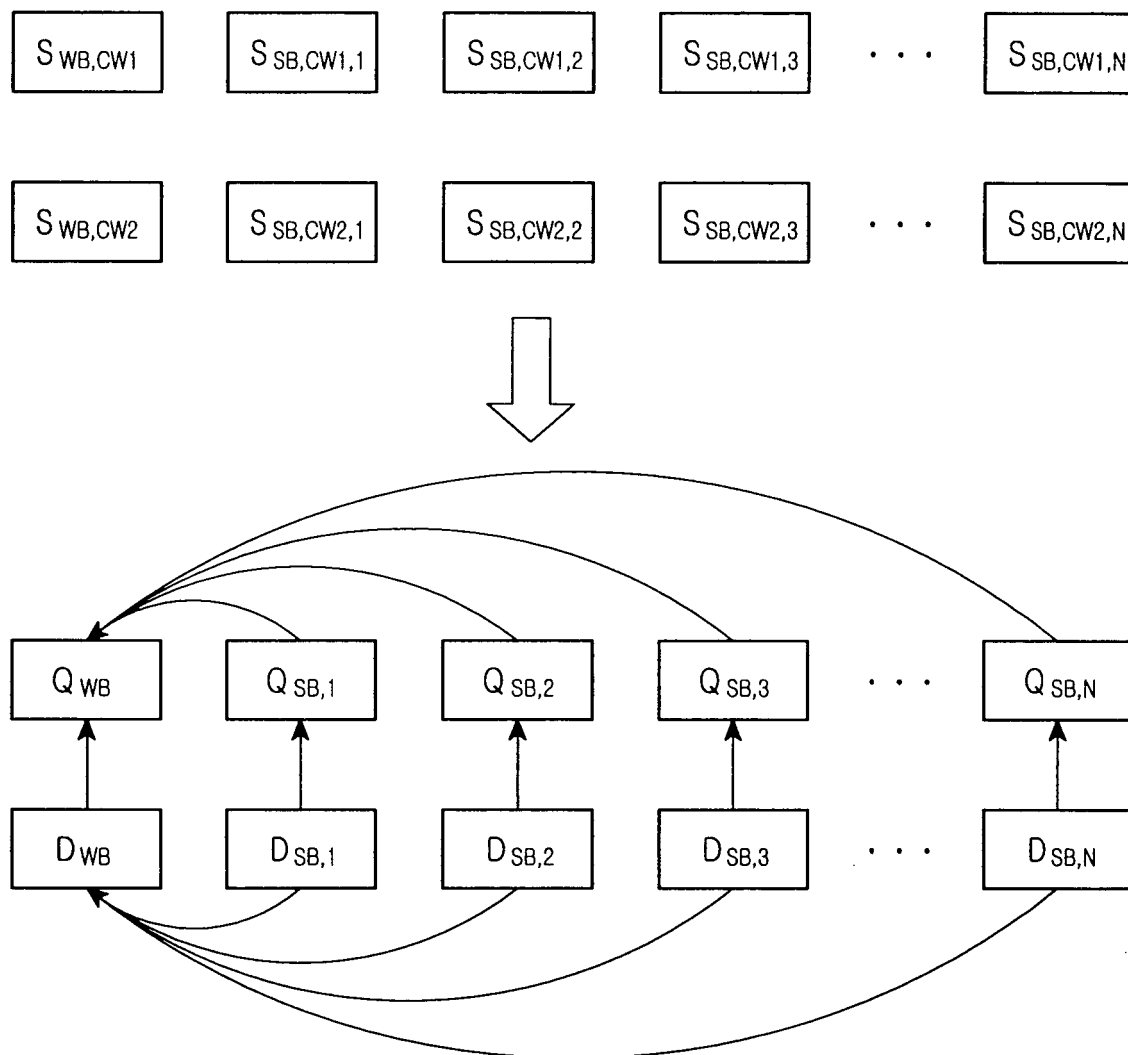 S WB,CW1 S SB,CW1,1 S SB,CW1,2 S SB,CW1,3 · · · S SB,CW1,N
S WB,CW2 S SB,CW2,1 S SB,CW2,2 S SB,CW2,3 · · · S SB,CW2,N
Q WB Q SB,1 Q SB,2 Q SB,3 · · · Q SB,N
D WB D SB,1 D SB,2 D SB,3 · · · D SB,N